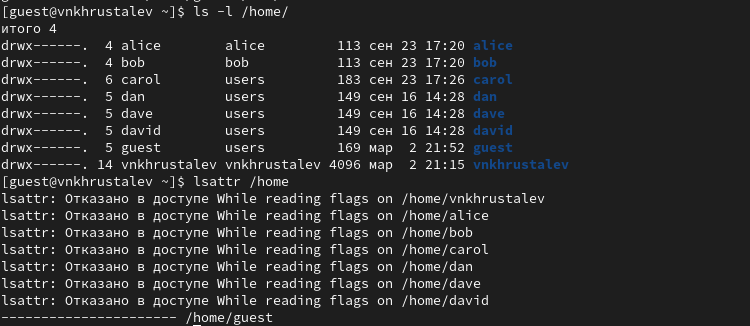 [guest@vnkhrustalev ~]$ ls -l /home/
итого 4
drwx------.  4 alice       alice        113 сен 23 17:20 alice
drwx------.  4 bob         bob          113 сен 23 17:20 bob
drwx------.  6 carol       users        183 сен 23 17:26 carol
drwx------.  5 dan         users        149 сен 16 14:28 dan
drwx------.  5 dave        users        149 сен 16 14:28 dave
drwx------.  5 david       users        149 сен 16 14:28 david
drwx------.  5 guest       users        169 мар  2 21:52 guest
drwx------. 14 vnkhrustalev vnkhrustalev 4096 мар  2 21:15 vnkhrustalev
[guest@vnkhrustalev ~]$ lsattr /home
lsattr: Отказано в доступе While reading flags on /home/vnkhrustalev
lsattr: Отказано в доступе While reading flags on /home/alice
lsattr: Отказано в доступе While reading flags on /home/bob
lsattr: Отказано в доступе While reading flags on /home/carol
lsattr: Отказано в доступе While reading flags on /home/dan
lsattr: Отказано в доступе While reading flags on /home/dave
lsattr: Отказано в доступе While reading flags on /home/david
---------------------- /home/guest